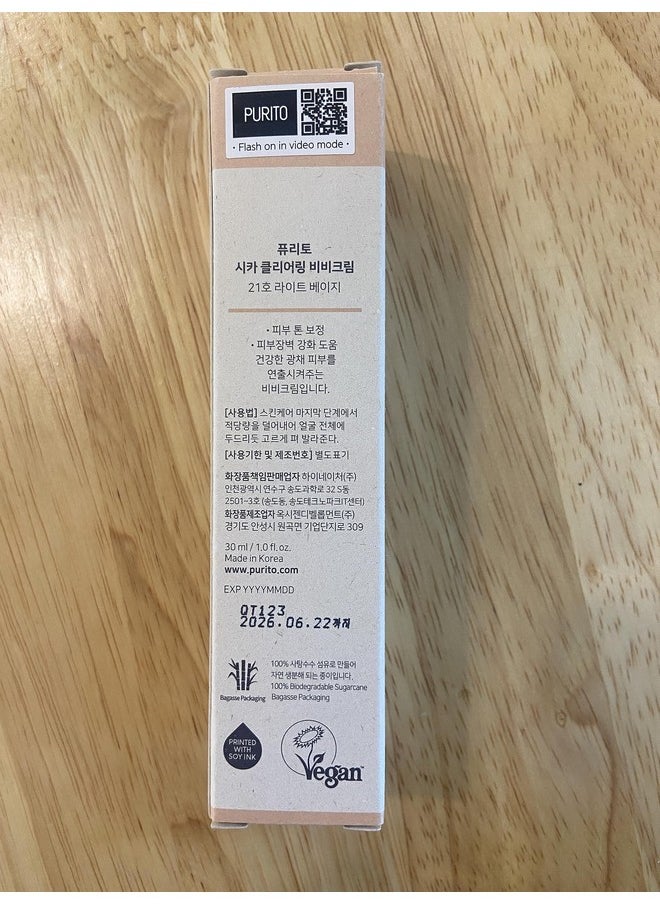 PURITO
· Flash on in video mode ·
퓨리토
시카 클리어링 비비크림
21호 라이트 베이지
· 피부 톤 보정
· 피부장벽 강화 도움
건강한 광채 피부를
연출시켜주는
비비크림입니다.
[사용법] 스킨케어 마지막 단계에서
적당량을 덜어내어 얼굴 전체에
두드리듯 고르게 펴 발라준다.
[사용기한 및 제조번호] 별도표기
화장품책임판매업자 하이네이처(주)
인천광역시 연수구 송도과학로 32 S동
2501-3호 (송도동, 송도테크노파크IT센터)
화장품제조업자 옥시젠디벨롭먼트(주)
경기도 안성시 원곡면 기업단지로 309
30 ml / 1.0 fl. oz.
Made in Korea
www.purito.com
EXP YYYYMMDD
QT123
2026.06.22까지
100% 사탕수수 섬유로 만들어
자연 생분해 되는 종이입니다.
100% Biodegradable Sugarcane
Bagasse Packaging
Bagasse Packaging
PRINTED
WITH
SOY INK
Vegan™